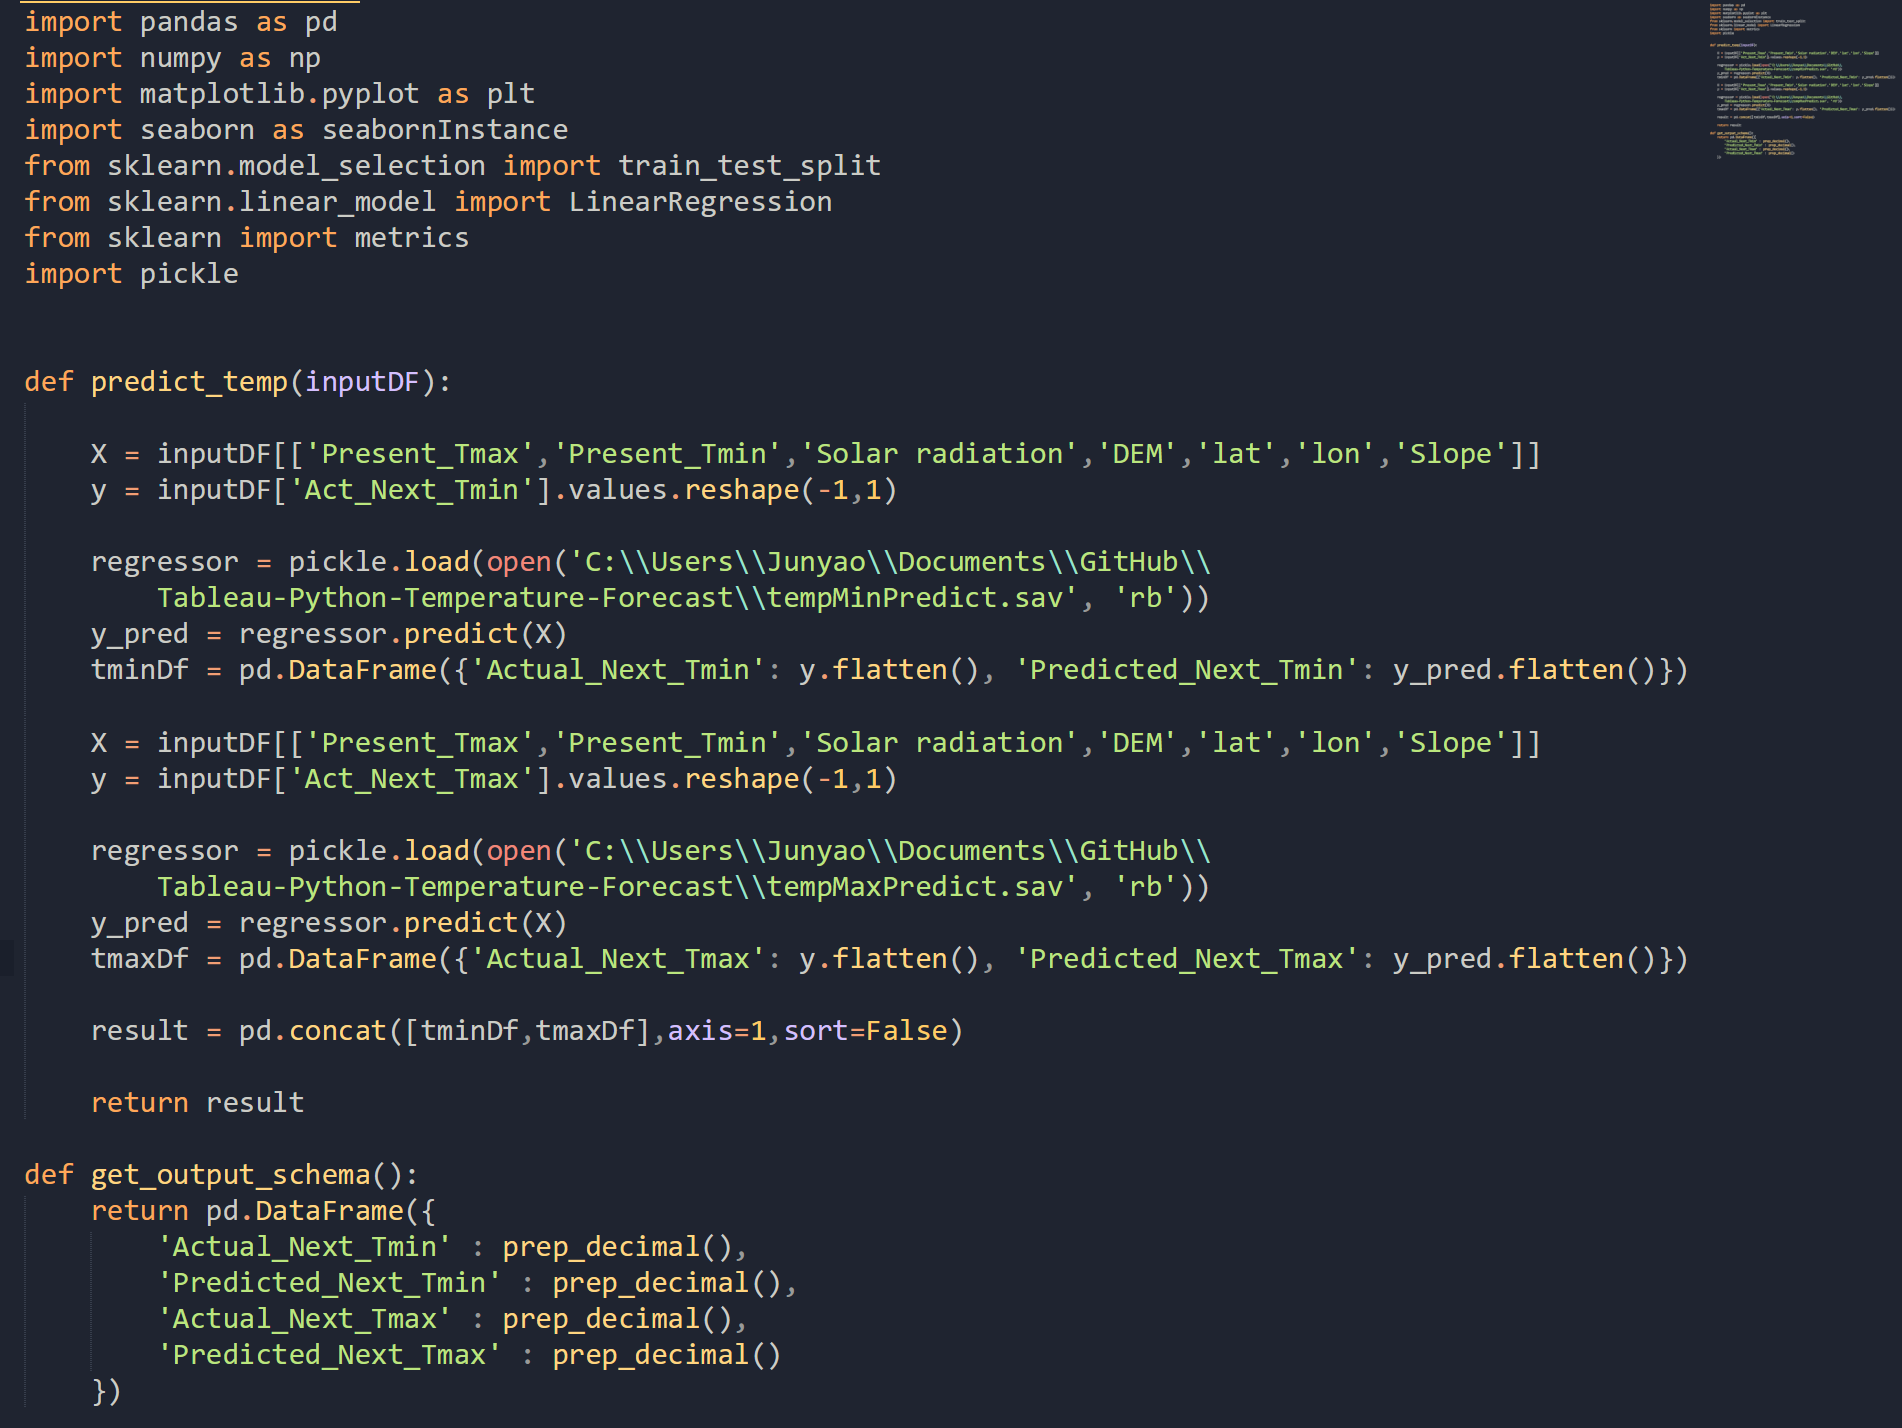 import pandas as pd
import numpy as np
import matplotlib.pyplot as plt
import seaborn as seabornInstance
from sklearn.model_selection import train_test_split
from sklearn.linear_model import LinearRegression
from sklearn import metrics
import pickle
def predict_temp(inputDF):
X = inputDF[['Present_Tmax','Present_Tmin','Solar radiation','DEM','lat','lon','Slope']]
y = inputDF['Act_Next_Tmin'].values.reshape(-1,1)
regressor = pickle.load(open('C:\\Users\\Junyao\\Documents\\GitHub\\
Tableau-Python-Temperature-Forecast\\tempMinPredict.sav', 'rb'))
y_pred = regressor.predict(X)
tminDf = pd.DataFrame({'Actual_Next_Tmin': y.flatten(), 'Predicted_Next_Tmin': y_pred.flatten()})
X = inputDF[['Present_Tmax','Present_Tmin','Solar radiation','DEM','lat','lon','Slope']]
y = inputDF['Act_Next_Tmax'].values.reshape(-1,1)
regressor = pickle.load(open('C:\\Users\\Junyao\\Documents\\GitHub\\
Tableau-Python-Temperature-Forecast\\tempMaxPredict.sav', 'rb'))
y_pred = regressor.predict(X)
tmaxDf = pd.DataFrame({'Actual_Next_Tmax': y.flatten(), 'Predicted_Next_Tmax': y_pred.flatten()})
result = pd.concat([tminDf,tmaxDf],axis=1,sort=False)
return result
def get_output_schema():
return pd.DataFrame({
'Actual_Next_Tmin' : prep_decimal(),
'Predicted_Next_Tmin' : prep_decimal(),
'Actual_Next_Tmax' : prep_decimal(),
'Predicted_Next_Tmax' : prep_decimal()
})